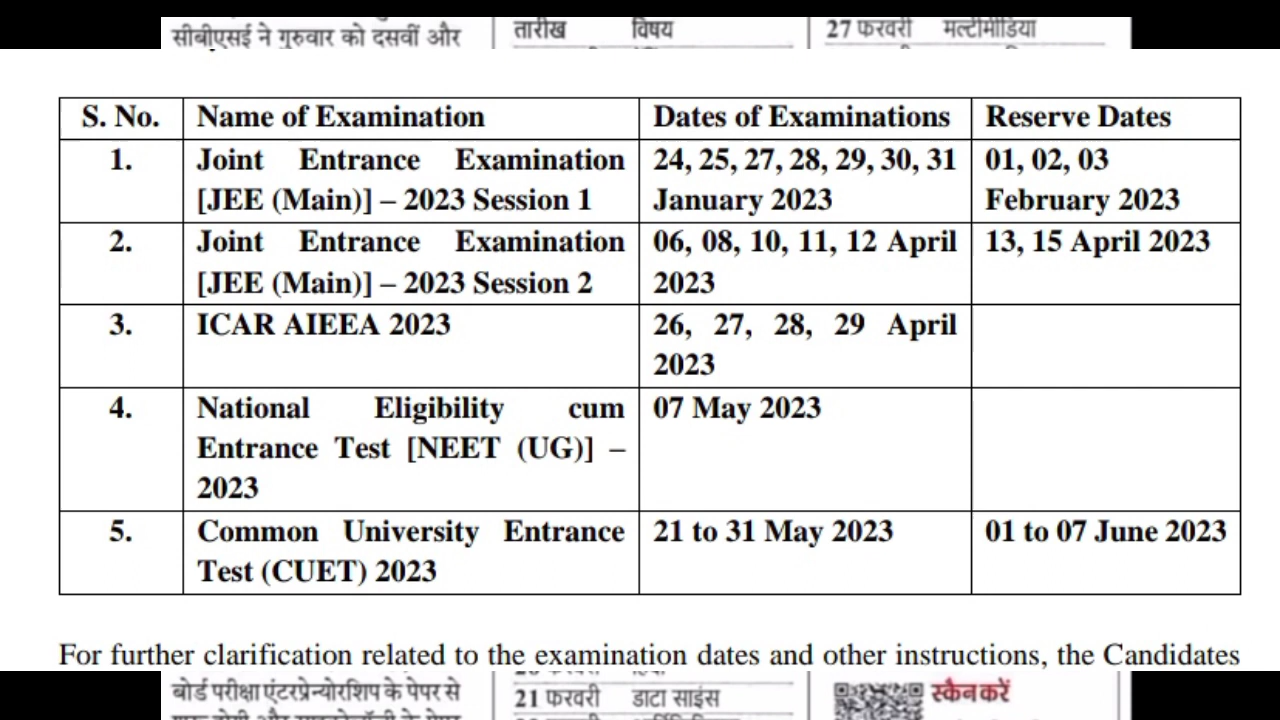 सीबीएसई ने गुरुवार को दसवीं और
तारीख विषय
27 फरवरी मल्टीमीडिया
S. No. Name of Examination Dates of Examinations Reserve Dates
1. Joint Entrance Examination 24, 25, 27, 28, 29, 30, 31 01, 02, 03
[JEE (Main)] – 2023 Session 1 January 2023 February 2023
2. Joint Entrance Examination 06, 08, 10, 11, 12 April 13, 15 April 2023
[JEE (Main)] – 2023 Session 2 2023
3. ICAR AIEEA 2023 26, 27, 28, 29 April
2023
4. National Eligibility cum 07 May 2023
Entrance Test [NEET (UG)] –
2023
5. Common University Entrance 21 to 31 May 2023 01 to 07 June 2023
Test (CUET) 2023
For further clarification related to the examination dates and other instructions, the Candidates
बोर्ड परीक्षा एंटरप्रेन्योरशिप के पेपर से
21 फरवरी डाटा साइंस
स्कैन करें